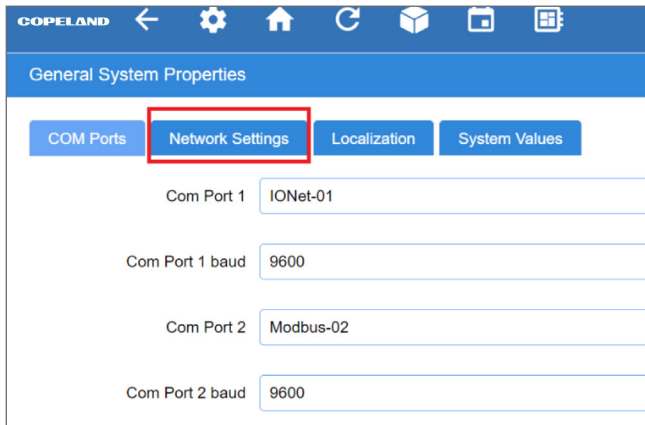 COPELAND
General System Properties
COM Ports Network Settings Localization System Values
Com Port 1 IONet-01
Com Port 1 baud 9600
Com Port 2 Modbus-02
Com Port 2 baud 9600